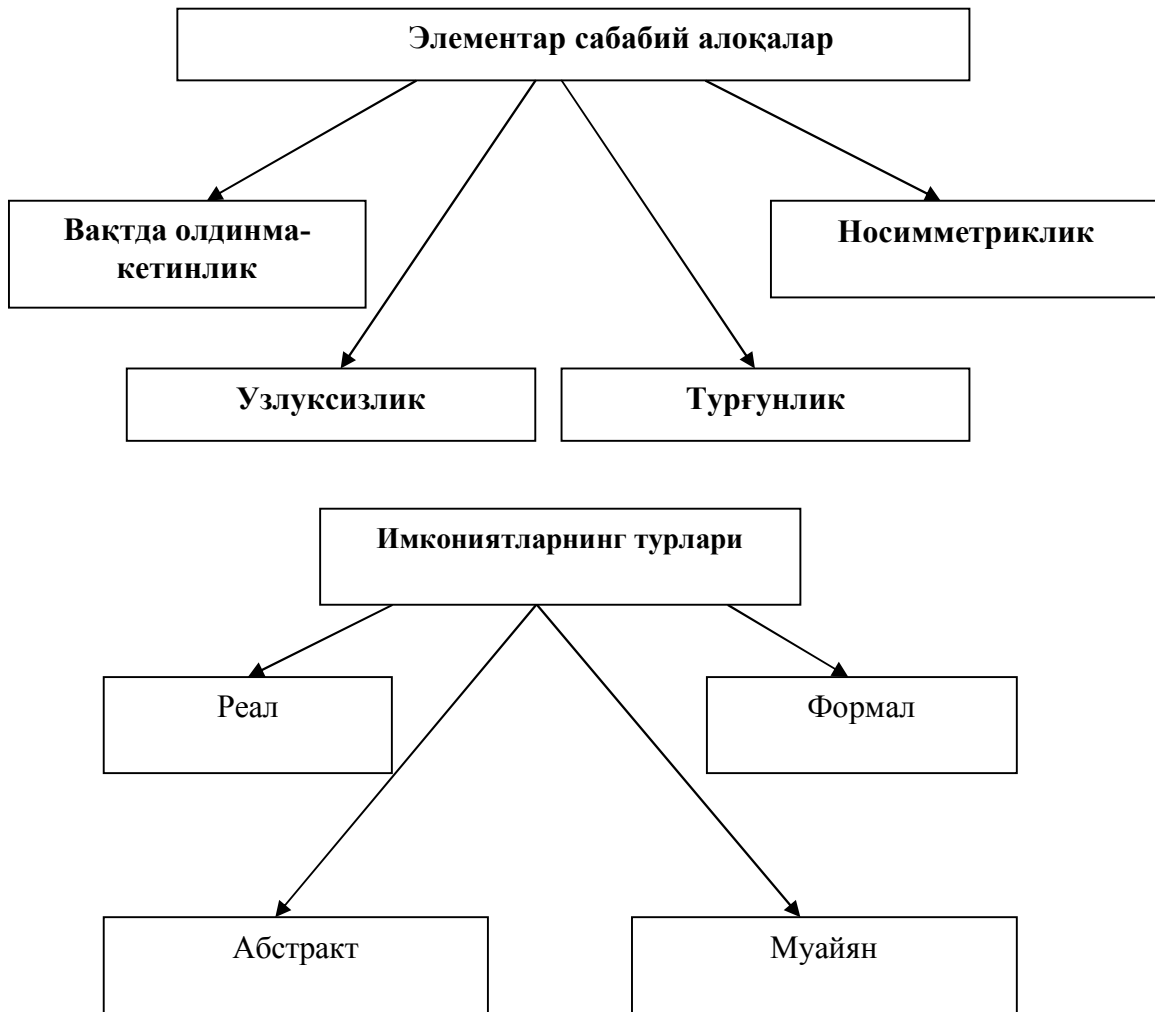 Элементар сабабий алоқалар
Вақтда олдинма-
кетинлик
Носимметриклик
Узлуксизлик
Турғунлик
Имкониятларнинг турлари
Реал
Формал
Абстракт
Муайян